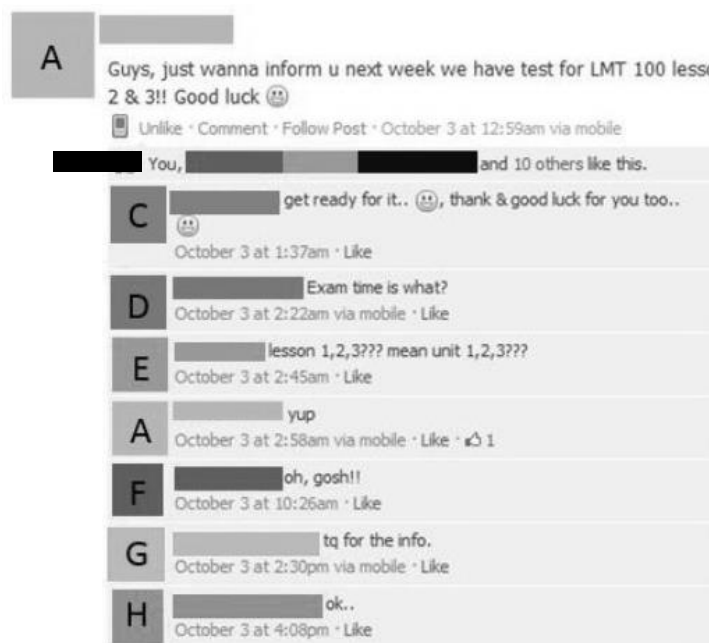 A
Guys, just wanna inform u next week we have test for LMT 100
2 & 3!! Good luck
Unlike · Comment · Follow Post · October 3 at 12:59am via mobile
You, and 10 others like this.
C
get ready for it.. , thank & good luck for you too..
October 3 at 1:37am · Like
D
Exam time is what?
October 3 at 2:22am via mobile · Like
E
lesson 1,2,3??? mean unit 1,2,3???
October 3 at 2:45am · Like
A
yup
October 3 at 2:58am via mobile · Like · 1
F
oh, gosh!!
October 3 at 10:26am · Like
G
tq for the info.
October 3 at 2:30pm via mobile · Like
H
ok..
October 3 at 4:08pm · Like